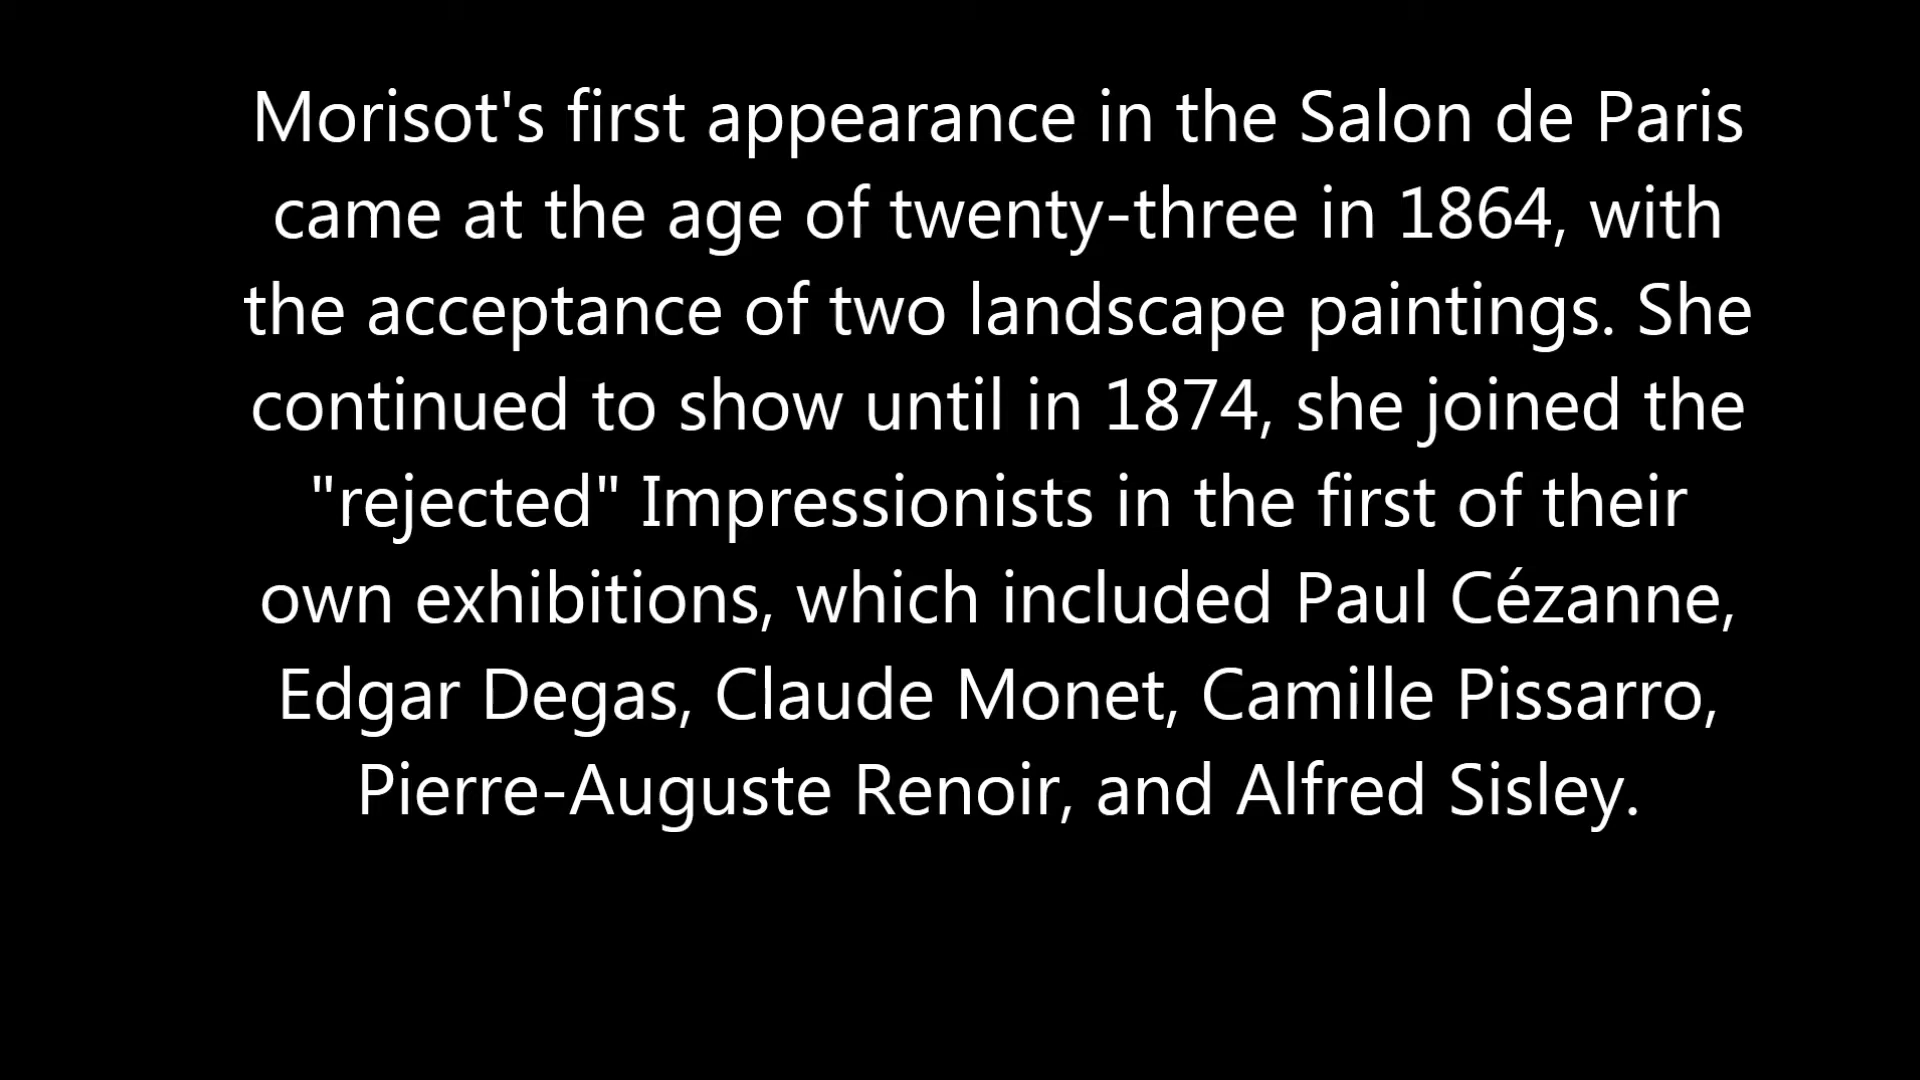 Morisot's first appearance in the Salon de Paris
came at the age of twenty-three in 1864, with
the acceptance of two landscape paintings. She
continued to show until in 1874, she joined the
"rejected" Impressionists in the first of their
own exhibitions, which included Paul Cézanne,
Edgar Degas, Claude Monet, Camille Pissarro,
Pierre-Auguste Renoir, and Alfred Sisley.